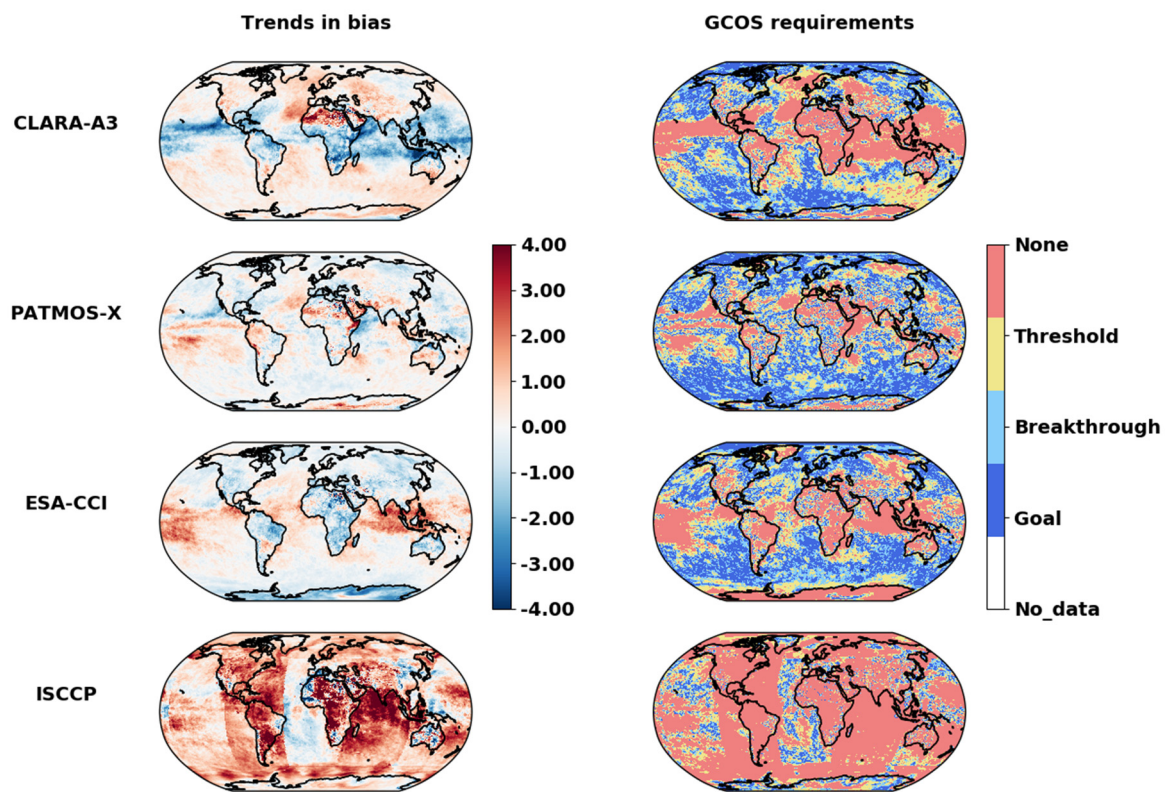 Trends in bias
GCOS requirements
CLARA-A3
PATMOS-X
ESA-CCI
ISCCP
4.00
3.00
2.00
1.00
0.00
-1.00
-2.00
-3.00
-4.00
None
Threshold
Breakthrough
Goal
No_data